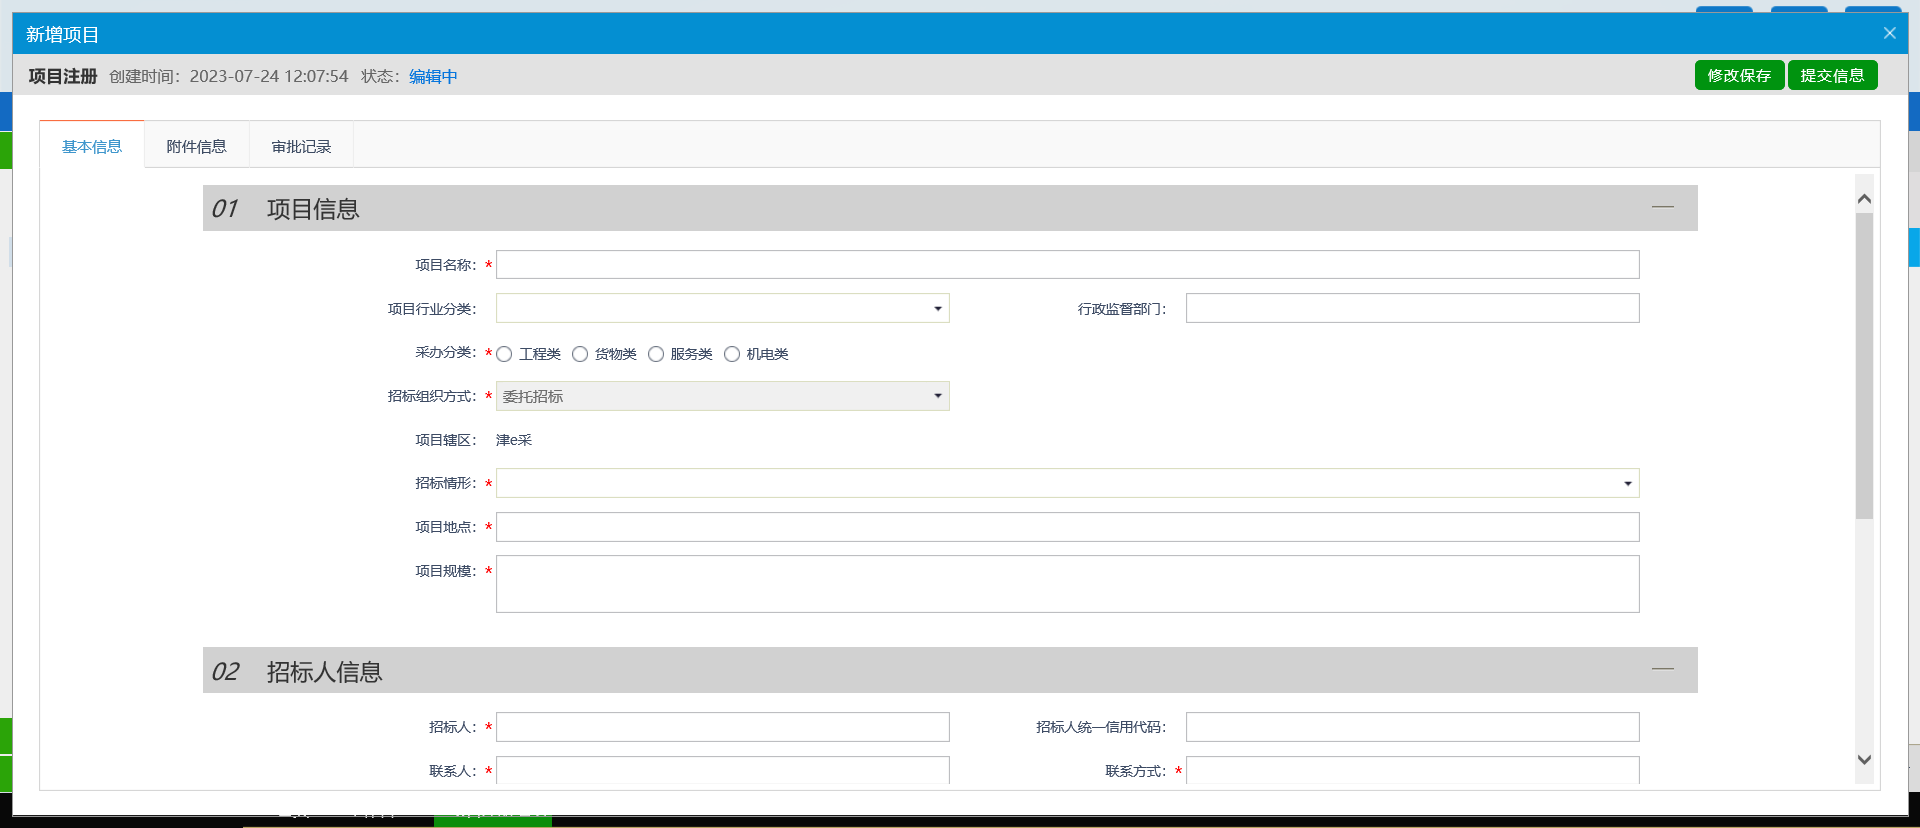 新增项目
项目注册 创建时间：2023-07-24 12:07:54 状态：编辑中 修改保存 提交信息
基本信息 附件信息 审批记录
01 项目信息
项目名称：*
项目行业分类： 行政监督部门：
采办分类：* 工程类 货物类 服务类 机电类
招标组织方式：* 委托招标
项目辖区： 津e采
招标情形：*
项目地点：*
项目规模：*
02 招标人信息
招标人：* 招标人统一信用代码：
联系人：* 联系方式：*